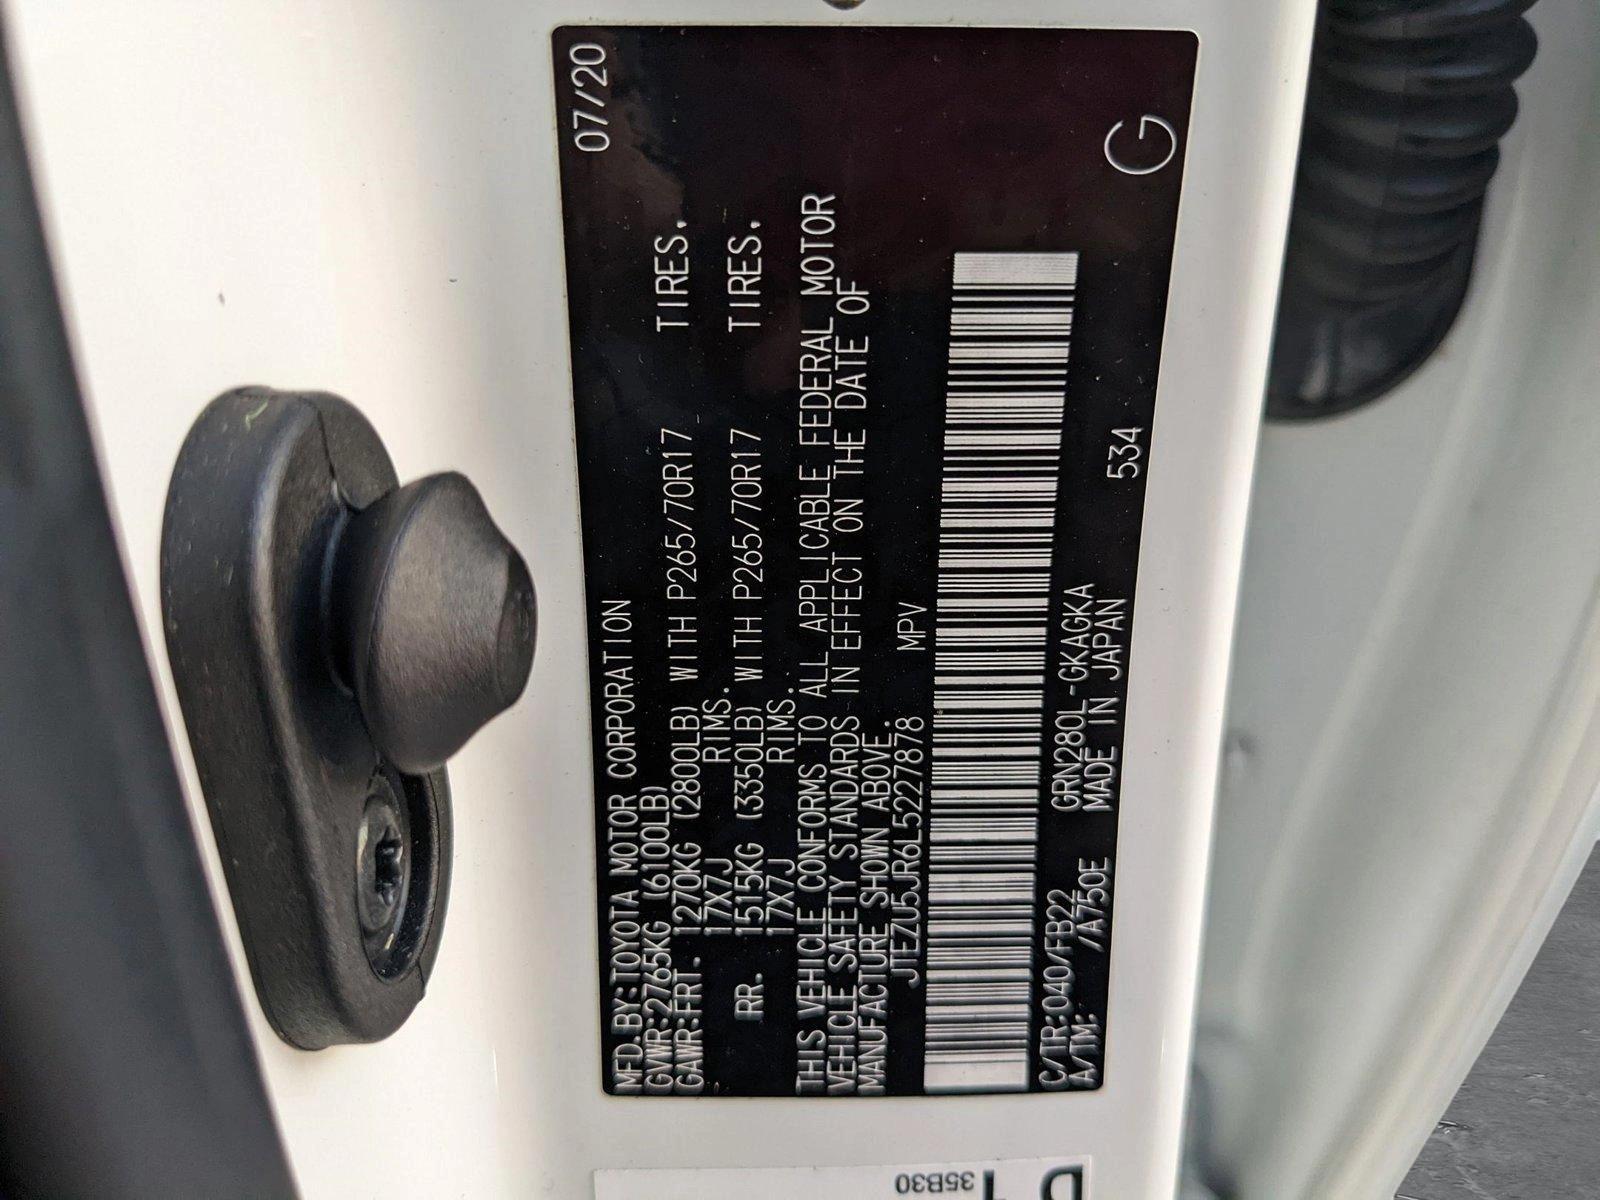 MFD.BY:TOYOTA MOTOR CORPORATION 07/20
GVWR:2765KG (6100LB)
GAWR:FRT. 1270KG (2800LB) WITH P265/70R17 TIRES.
17X7J RIMS.
RR. 1515KG (3350LB) WITH P265/70R17 TIRES.
17X7J RIMS.
THIS VEHICLE CONFORMS TO ALL APPLICABLE FEDERAL MOTOR
VEHICLE SAFETY STANDARDS IN EFFECT ON THE DATE OF
MANUFACTURE SHOWN ABOVE.
JTEZU5JR6L5227878 MPV
C/TR:040/FB22 GRN280L-GKAGKA
A/TM: /A750E MADE IN JAPAN 534 G
35B30